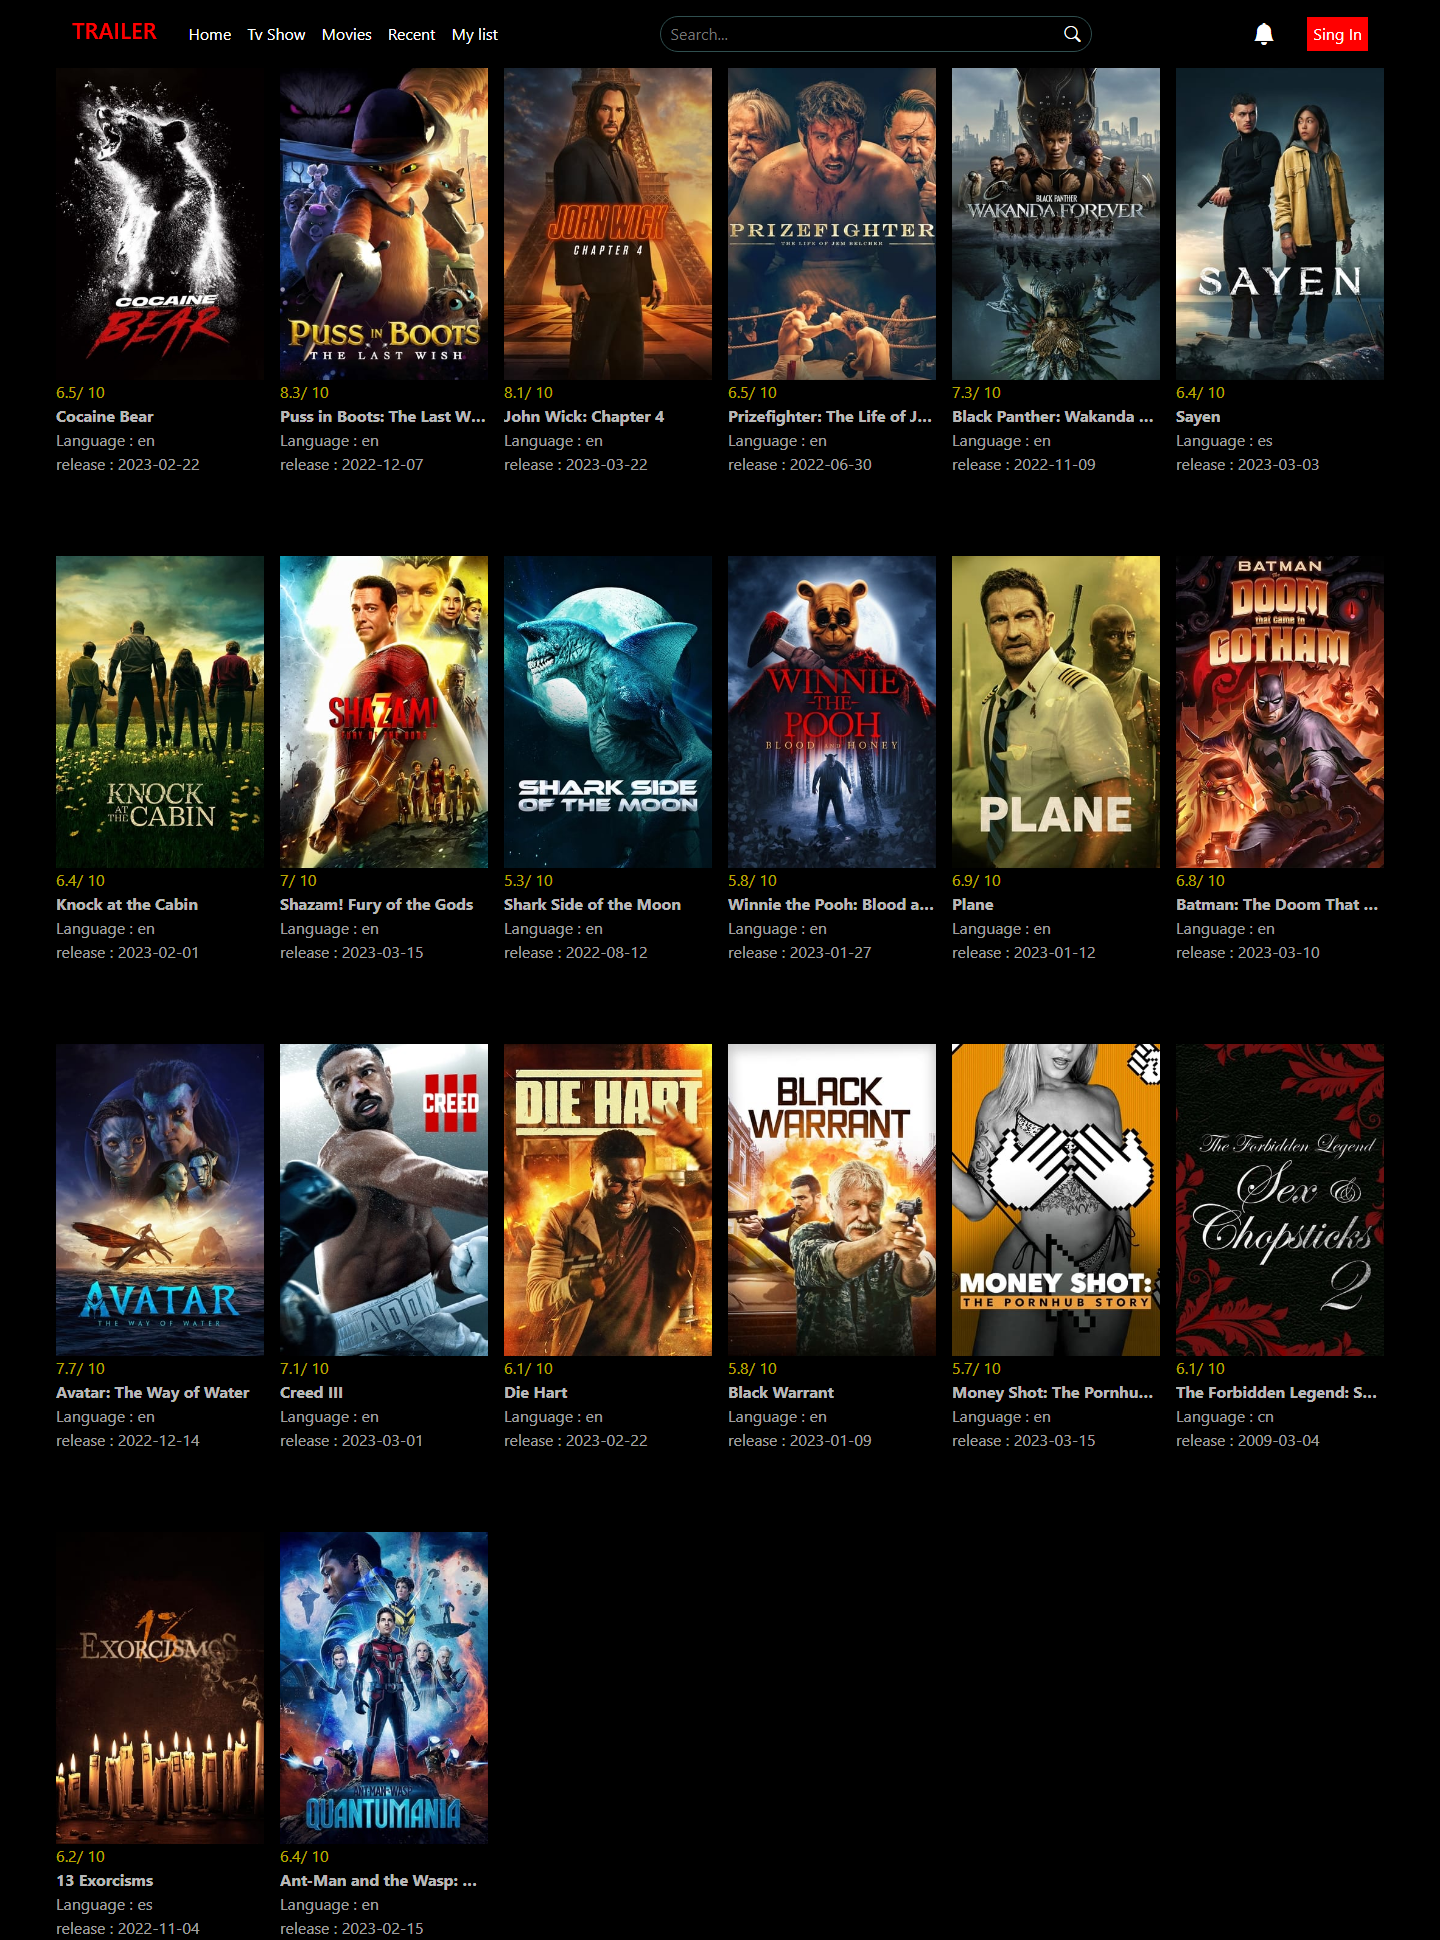 TRAILER Home Tv Show Movies Recent My list Search... Sing In
COCAINE
BEAR
PUSS IN BOOTS
THE LAST WISH
JOHN WICK
CHAPTER 4
PRIZEFIGHTER
THE LIFE OF JEM BELCHER
BLACK PANTHER
WAKANDA FOREVER
SAYEN
6.5/ 10
Cocaine Bear
Language : en
release : 2023-02-22
8.3/ 10
Puss in Boots: The Last W...
Language : en
release : 2022-12-07
8.1/ 10
John Wick: Chapter 4
Language : en
release : 2023-03-22
6.5/ 10
Prizefighter: The Life of J...
Language : en
release : 2022-06-30
7.3/ 10
Black Panther: Wakanda ...
Language : en
release : 2022-11-09
6.4/ 10
Sayen
Language : es
release : 2023-03-03
KNOCK
AT THE CABIN
SHAZAM!
FURY OF THE GODS
SHARK SIDE
OF THE MOON
WINNIE
-THE-
POOH
BLOOD AND HONEY
PLANE
BATMAN
THE
DOOM
that came to
GOTHAM
6.4/ 10
Knock at the Cabin
Language : en
release : 2023-02-01
7/ 10
Shazam! Fury of the Gods
Language : en
release : 2023-03-15
5.3/ 10
Shark Side of the Moon
Language : en
release : 2022-08-12
5.8/ 10
Winnie the Pooh: Blood a...
Language : en
release : 2023-01-27
6.9/ 10
Plane
Language : en
release : 2023-01-12
6.8/ 10
Batman: The Doom That ...
Language : en
release : 2023-03-10
AVATAR
THE WAY OF WATER
III
CREED
DIE HART
BLACK
WARRANT
MONEY SHOT:
THE PORNHUB STORY
The Forbidden Legend
Sex &
Chopsticks
2
7.7/ 10
Avatar: The Way of Water
Language : en
release : 2022-12-14
7.1/ 10
Creed III
Language : en
release : 2023-03-01
6.1/ 10
Die Hart
Language : en
release : 2023-02-22
5.8/ 10
Black Warrant
Language : en
release : 2023-01-09
5.7/ 10
Money Shot: The Pornhu...
Language : en
release : 2023-03-15
6.1/ 10
The Forbidden Legend: S...
Language : cn
release : 2009-03-04
13
EXORCISMOS
ANT-MAN AND THE WASP
QUANTUMANIA
6.2/ 10
13 Exorcisms
Language : es
release : 2022-11-04
6.4/ 10
Ant-Man and the Wasp: ...
Language : en
release : 2023-02-15